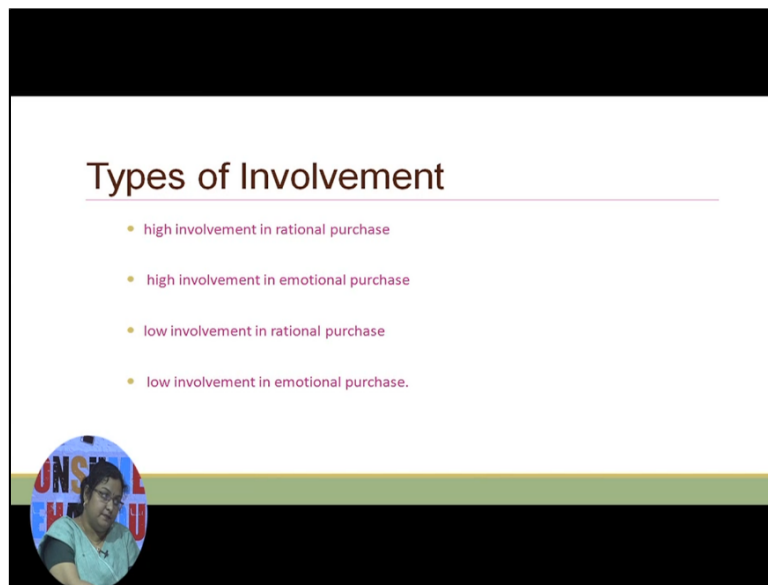 Types of Involvement
• high involvement in rational purchase
• high involvement in emotional purchase
• low involvement in rational purchase
• low involvement in emotional purchase.